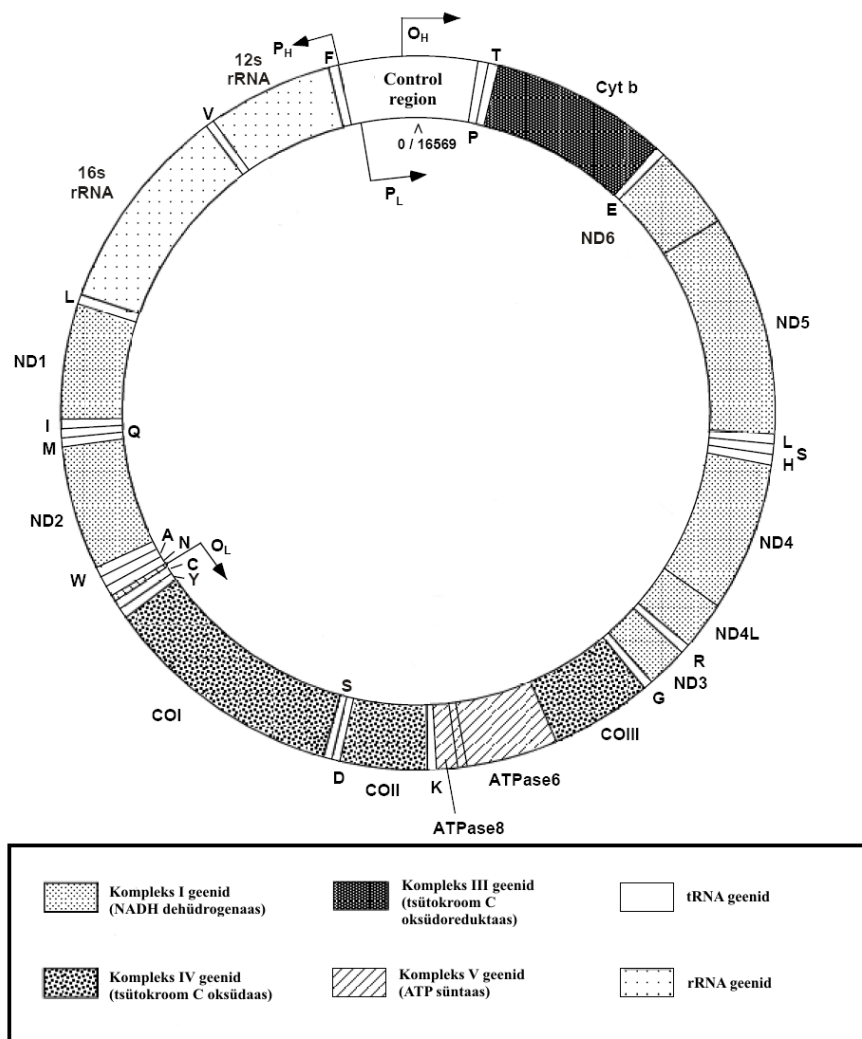 O_H
P_H
F
T
12s
rRNA
Control
region
Cyt b
V
P
0 / 16569
16s
rRNA
P_L
E
ND6
L
ND5
ND1
I
Q
M
L
S
H
ND2
A
N
O_L
C
Y
W
ND4
ND4L
R
ND3
G
S
COI
COIII
D
COII
K
ATPase6
ATPase8
Kompleks I geenid
(NADH dehüdrogenaas)
Kompleks III geenid
(tsütokroom C
oksüdoreduktaas)
tRNA geenid
Kompleks IV geenid
(tsütokroom C oksüdaas)
Kompleks V geenid
(ATP süntaas)
rRNA geenid